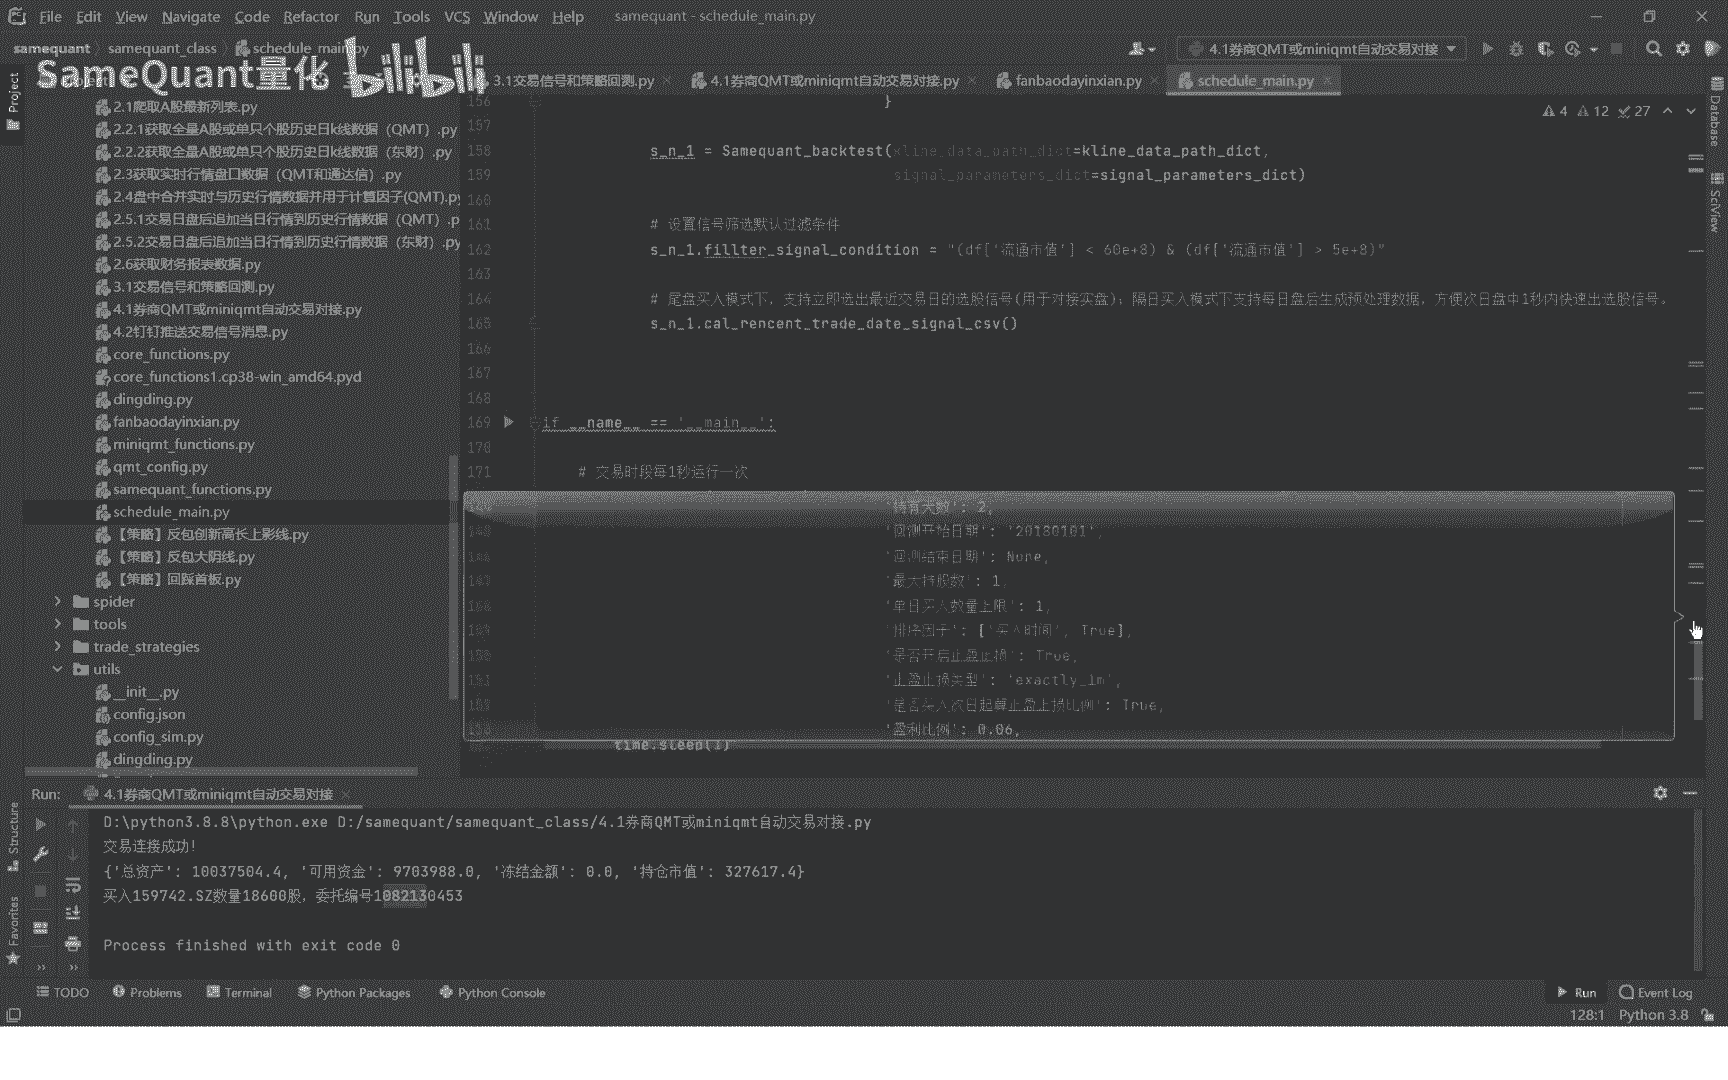 File Edit View Navigate Code Refactor Run Tools VCS Window Help samequant - schedule_main.py
samequant samequant_class schedule_main.py 4.1券商QMT或miniqmt自动交易对接
SameQuant量化 bilibili
3.1交易信号和策略回测.py 4.1券商QMT或miniqmt自动交易对接.py fanbaodayinxian.py schedule_main.py
Project
2.1爬取A股最新列表.py
2.2.1获取全量A股或单只个股历史日k线数据（QMT）.py
2.2.2获取全量A股或单只个股历史日k线数据（东财）.py
2.3获取实时行情盘口数据（QMT和通达信）.py
2.4盘中合并实时与历史行情数据并用于计算因子(QMT).py
2.5.1交易日盘后追加当日行情到历史行情数据（QMT）.p
2.5.2交易日盘后追加当日行情到历史行情数据（东财）.py
2.6获取财务报表数据.py
3.1交易信号和策略回测.py
4.1券商QMT或miniqmt自动交易对接.py
4.2钉钉推送交易信号消息.py
core_functions.py
core_functions1.cp38-win_amd64.pyd
dingding.py
fanbaodayinxian.py
miniqmt_functions.py
qmt_config.py
samequant_functions.py
schedule_main.py
【策略】反包创新高长上影线.py
【策略】反包大阴线.py
【策略】回踩首板.py
spider
tools
trade_strategies
utils
__init__.py
config.json
config_sim.py
dingding.py
4 12 27
156 }
157
158 s_n_1 = Samequant_backtest(kline_data_path_dict=kline_data_path_dict,
159 signal_parameters_dict=signal_parameters_dict)
160
161 # 设置信号筛选默认过滤条件
162 s_n_1.fillter_signal_condition = "(df['流通市值'] < 60e+8) & (df['流通市值'] > 5e+8)"
163
164 # 尾盘买入模式下，支持立即选出最近交易日的选股信号(用于对接实盘)；隔日买入模式下支持每日盘后生成预处理数据，方便次日盘中1秒内快速出选股信号。
165 s_n_1.cal_rencent_trade_date_signal_csv()
166
167
168
169 if __name__ == '__main__':
170
171 # 交易时段每1秒运行一次
'持有天数': 2,
'回测开始日期': '20180101',
'回测结束日期': None,
'最大持股数': 1,
'单日买入数量上限': 1,
'排序因子': ['买入时间', True],
'是否开启止盈止损': True,
'止盈止损类型': 'exactly_1m',
'是否买入次日起算止盈止损比例': True,
'盈利比例': 0.06,
time.sleep(1)
Database
SciView
Run: 4.1券商QMT或miniqmt自动交易对接
D:\python3.8.8\python.exe D:/samequant/samequant_class/4.1券商QMT或miniqmt自动交易对接.py
交易连接成功!
{'总资产': 10037504.4, '可用资金': 9703988.0, '冻结金额': 0.0, '持仓市值': 327617.4}
买入159742.SZ数量18600股，委托编号1082130453
Process finished with exit code 0
Structure
Favorites
TODO Problems Terminal Python Packages Python Console Run Event Log
128:1 Python 3.8